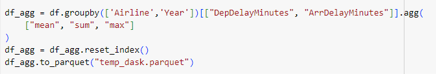 df_agg = df.groupby(['Airline','Year'])[["DepDelayMinutes", "ArrDelayMinutes"]].agg(
    ["mean", "sum", "max"]
)
df_agg = df_agg.reset_index()
df_agg.to_parquet("temp_dask.parquet")